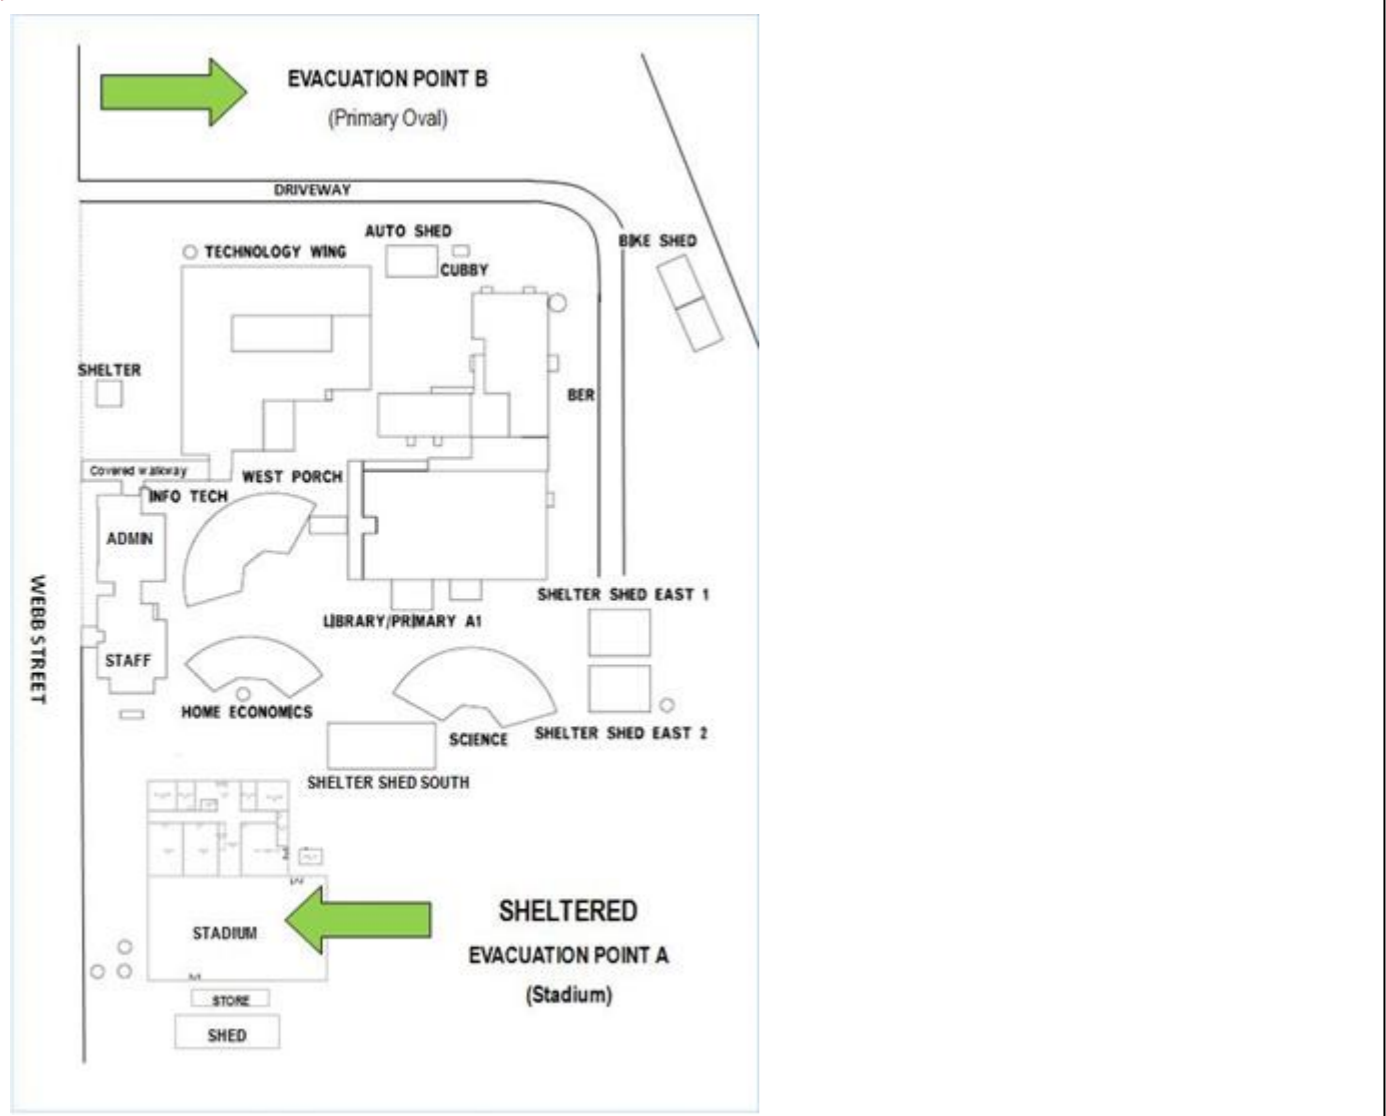 EVACUATION POINT B
(Primary Oval)
DRIVEWAY
AUTO SHED
BIKE SHED
TECHNOLOGY WING
CUBBY
SHELTER
BER
Covered walkway
WEST PORCH
INFO TECH
ADMIN
WEBB STREET
SHELTER SHED EAST 1
LIBRARY/PRIMARY A1
STAFF
HOME ECONOMICS
SCIENCE
SHELTER SHED EAST 2
SHELTER SHED SOUTH
SHELTERED
EVACUATION POINT A
(Stadium)
STADIUM
STORE
SHED